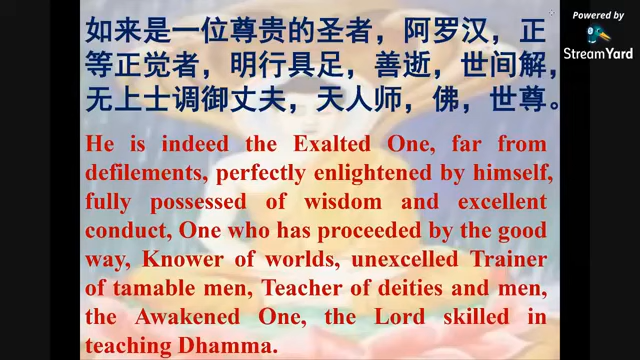 Powered by
StreamYard
如来是一位尊贵的圣者，阿罗汉，正
等正觉者，明行具足，善逝，世间解，
无上士调御丈夫，天人师，佛，世尊。
He is indeed the Exalted One, far from
defilements, perfectly enlightened by himself,
fully possessed of wisdom and excellent
conduct, One who has proceeded by the good
way, Knower of worlds, unexcelled Trainer
of tamable men, Teacher of deities and men,
the Awakened One, the Lord skilled in
teaching Dhamma.